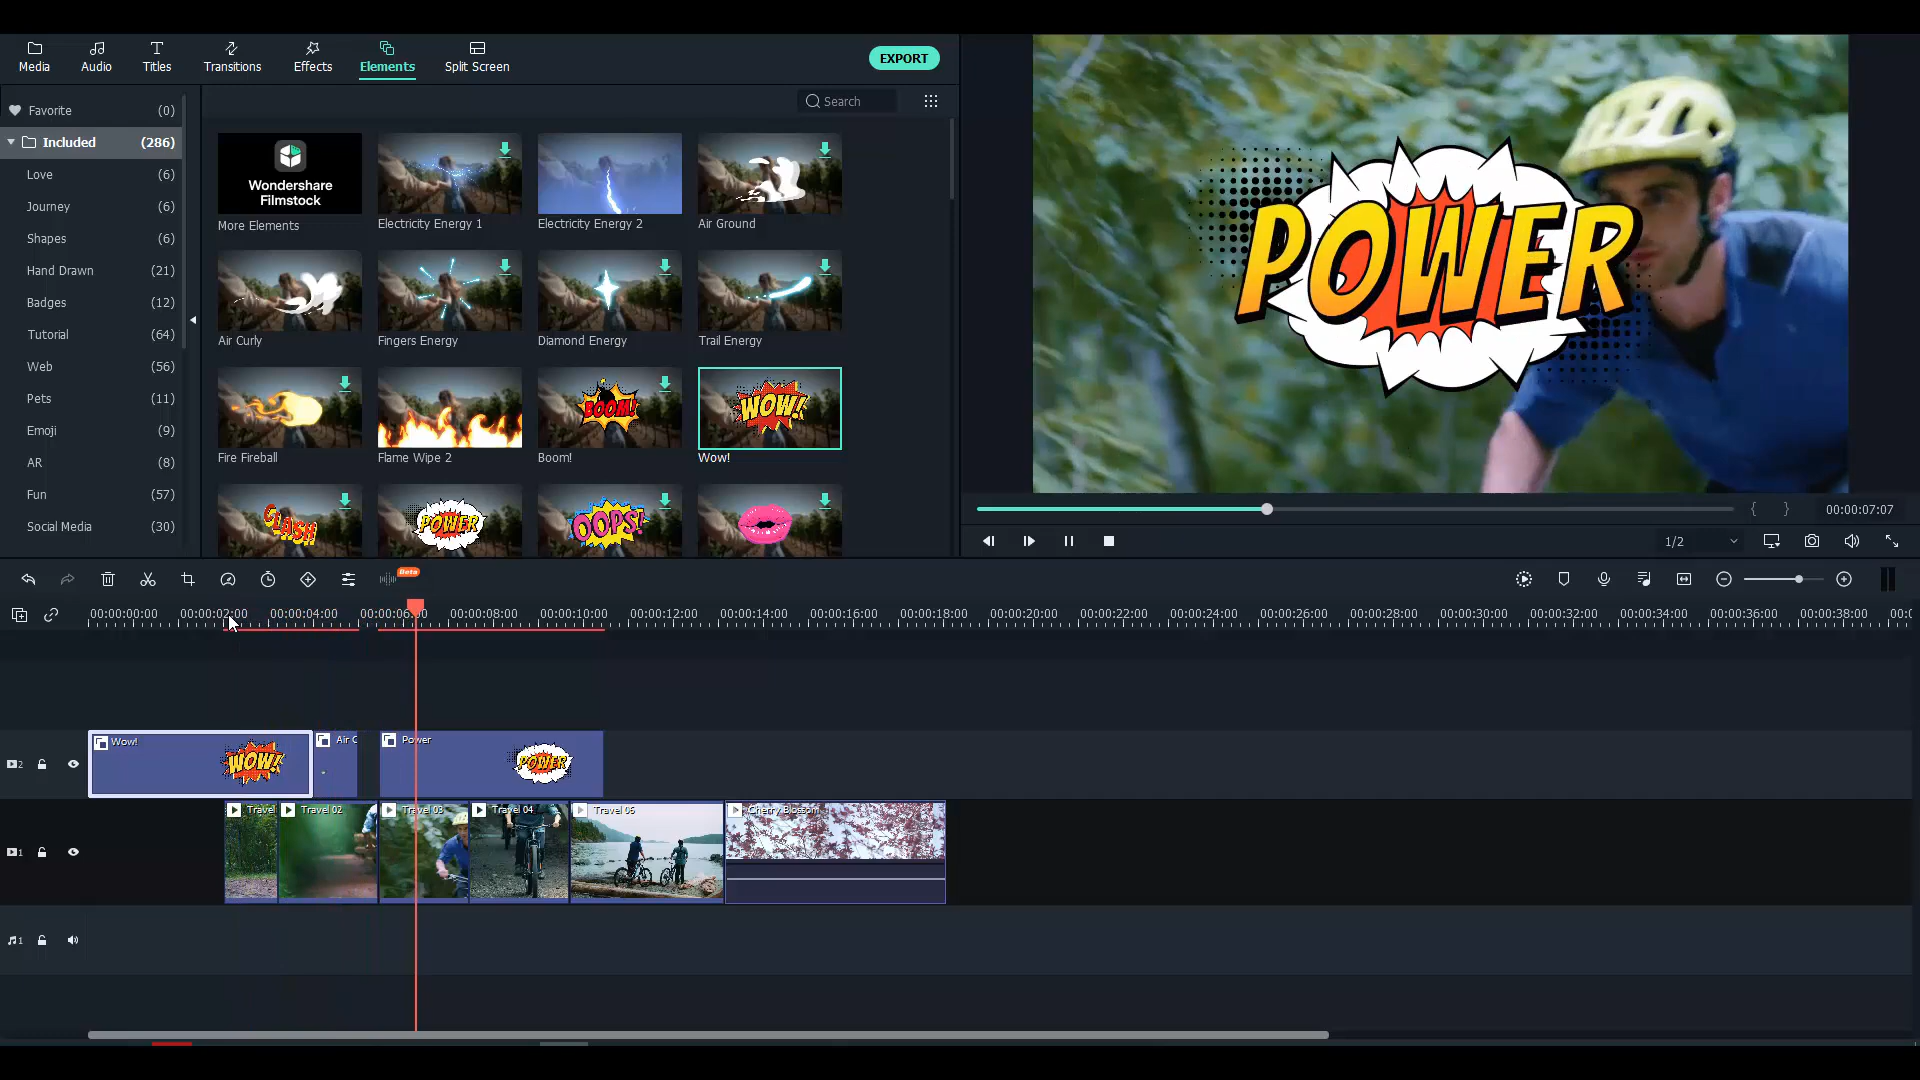 Media
Audio
Titles
Transitions
Effects
Elements
Split Screen
EXPORT
Favorite (0)
Included (286)
Love (6)
Journey (6)
Shapes (6)
Hand Drawn (21)
Badges (12)
Tutorial (64)
Web (56)
Pets (11)
Emoji (9)
AR (8)
Fun (57)
Social Media (30)
Search
Wondershare
Filmstock
More Elements
Electricity Energy 1
Electricity Energy 2
Air Ground
Air Curly
Fingers Energy
Diamond Energy
Trail Energy
BOOM!
WOW!
Fire Fireball
Flame Wipe 2
Boom!
Wow!
CLASH
POWER
OOPS!
POWER
00:00:07:07
1/2
Beta
00:00:00:00 00:00:02:00 00:00:04:00 00:00:08:00 00:00:10:00 00:00:12:00 00:00:14:00 00:00:16:00 00:00:18:00 00:00:20:00 00:00:22:00 00:00:24:00 00:00:26:00 00:00:28:00 00:00:30:00 00:00:32:00 00:00:34:00 00:00:36:00 00:00:38:00
2
Wow!
WOW!
Air C
Power
POWER
1
Travel
Travel 02
Travel 03
Travel 04
Travel 06
Cherry Blossom
1